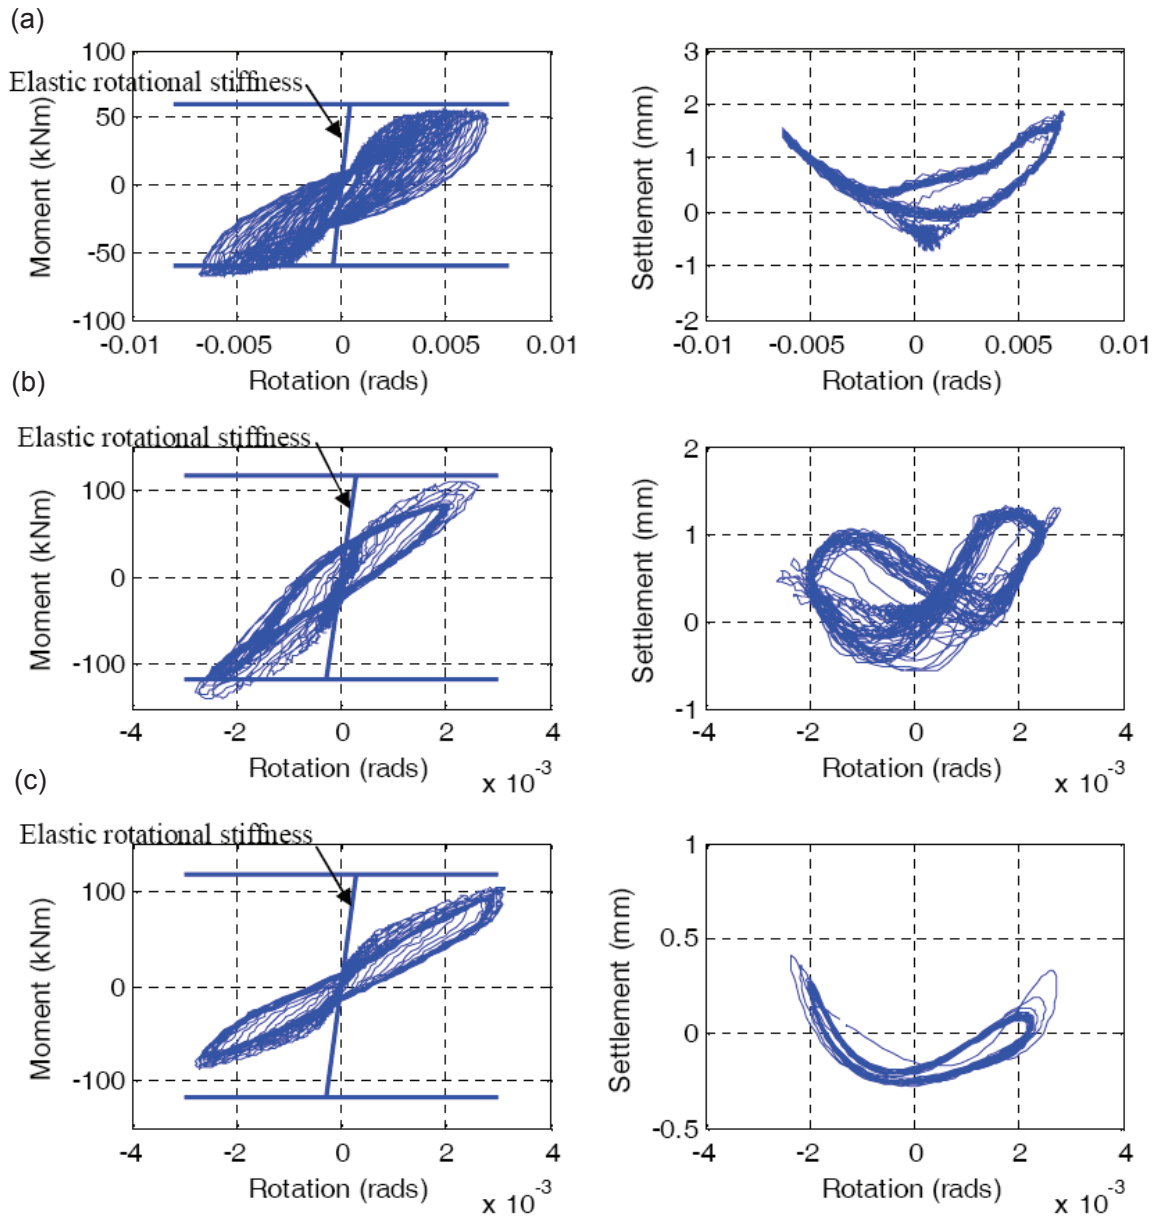 (a)
100
50
0
-50
-100
Moment (kNm)
Elastic rotational stiffness
-0.01 -0.005 0 0.005 0.01
Rotation (rads)
3
2
1
0
-1
-2
Settlement (mm)
-0.01 -0.005 0 0.005 0.01
Rotation (rads)
(b)
Elastic rotational stiffness
100
0
-100
Moment (kNm)
-4 -2 0 2 4
Rotation (rads)
x 10-3
2
1
0
-1
Settlement (mm)
-4 -2 0 2 4
Rotation (rads)
x 10-3
(c)
Elastic rotational stiffness
100
0
-100
Moment (kNm)
-4 -2 0 2 4
Rotation (rads)
x 10-3
1
0.5
0
-0.5
Settlement (mm)
-4 -2 0 2 4
Rotation (rads)
x 10-3